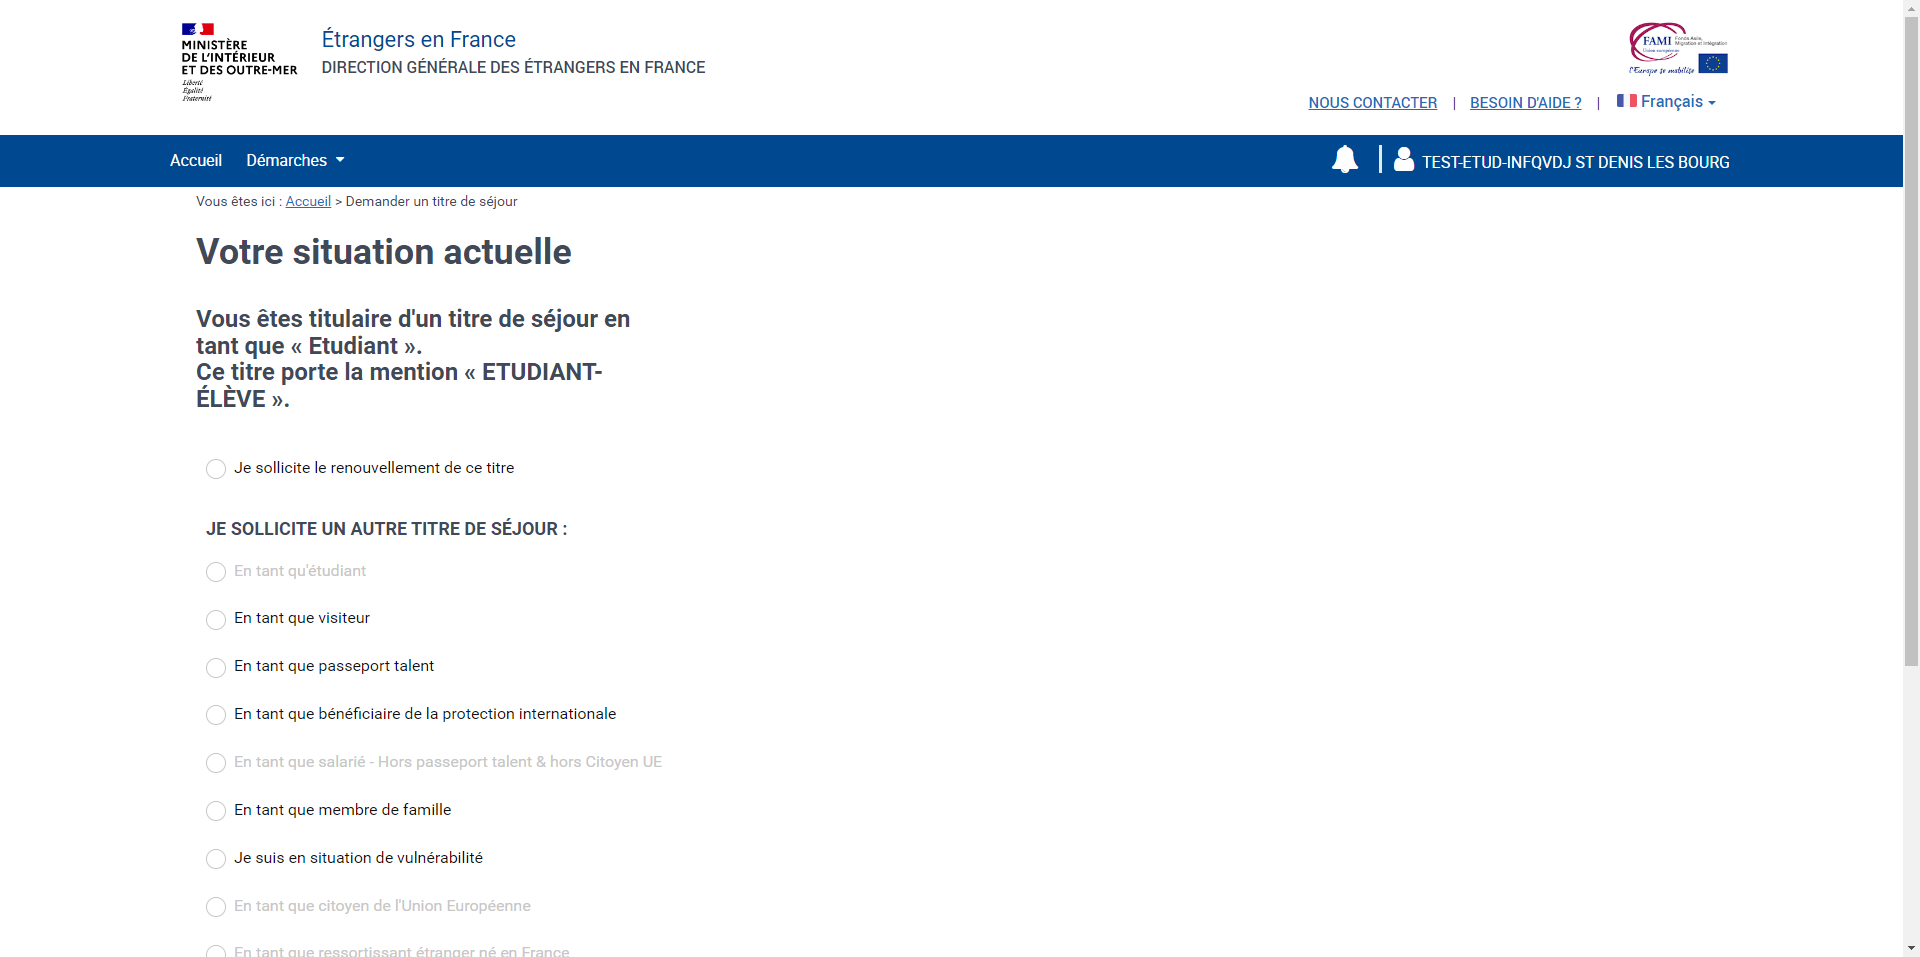 MINISTÈRE
DE L'INTÉRIEUR
ET DES OUTRE-MER
Liberté
Égalité
Fraternité
Étrangers en France
DIRECTION GÉNÉRALE DES ÉTRANGERS EN FRANCE
FAMI
Fonds Asile,
Migration et Intégration
Union européenne
l'Europe se mobilise
NOUS CONTACTER | BESOIN D'AIDE ? | Français
Accueil Démarches
TEST-ETUD-INFQVDJ ST DENIS LES BOURG
Vous êtes ici : Accueil > Demander un titre de séjour
Votre situation actuelle
Vous êtes titulaire d'un titre de séjour en
tant que « Etudiant ».
Ce titre porte la mention « ETUDIANT-
ÉLÈVE ».
Je sollicite le renouvellement de ce titre
JE SOLLICITE UN AUTRE TITRE DE SÉJOUR :
En tant qu'étudiant
En tant que visiteur
En tant que passeport talent
En tant que bénéficiaire de la protection internationale
En tant que salarié - Hors passeport talent & hors Citoyen UE
En tant que membre de famille
Je suis en situation de vulnérabilité
En tant que citoyen de l'Union Européenne
En tant que ressortissant étranger né en France